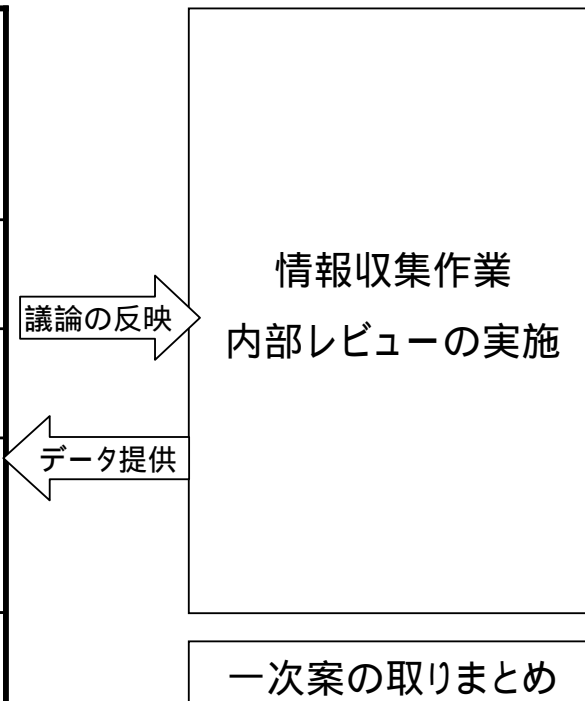 議論の反映
データ提供
情報収集作業
内部レビューの実施
一次案の取りまとめ